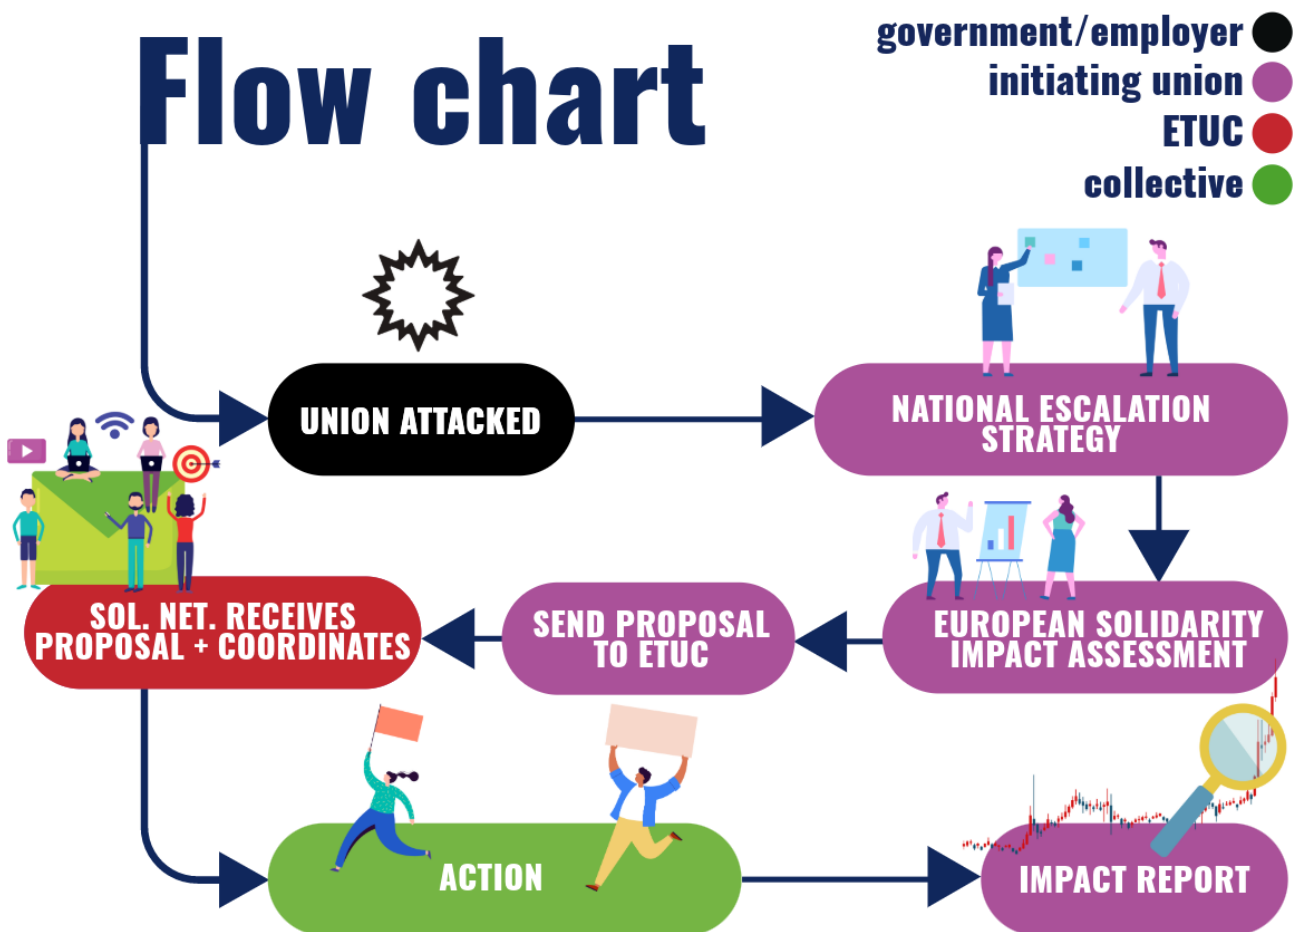 Flow chart
government/employer
initiating union
ETUC
collective
UNION ATTACKED
NATIONAL ESCALATION
STRATEGY
EUROPEAN SOLIDARITY
IMPACT ASSESSMENT
SEND PROPOSAL
TO ETUC
SOL. NET. RECEIVES
PROPOSAL + COORDINATES
ACTION
IMPACT REPORT